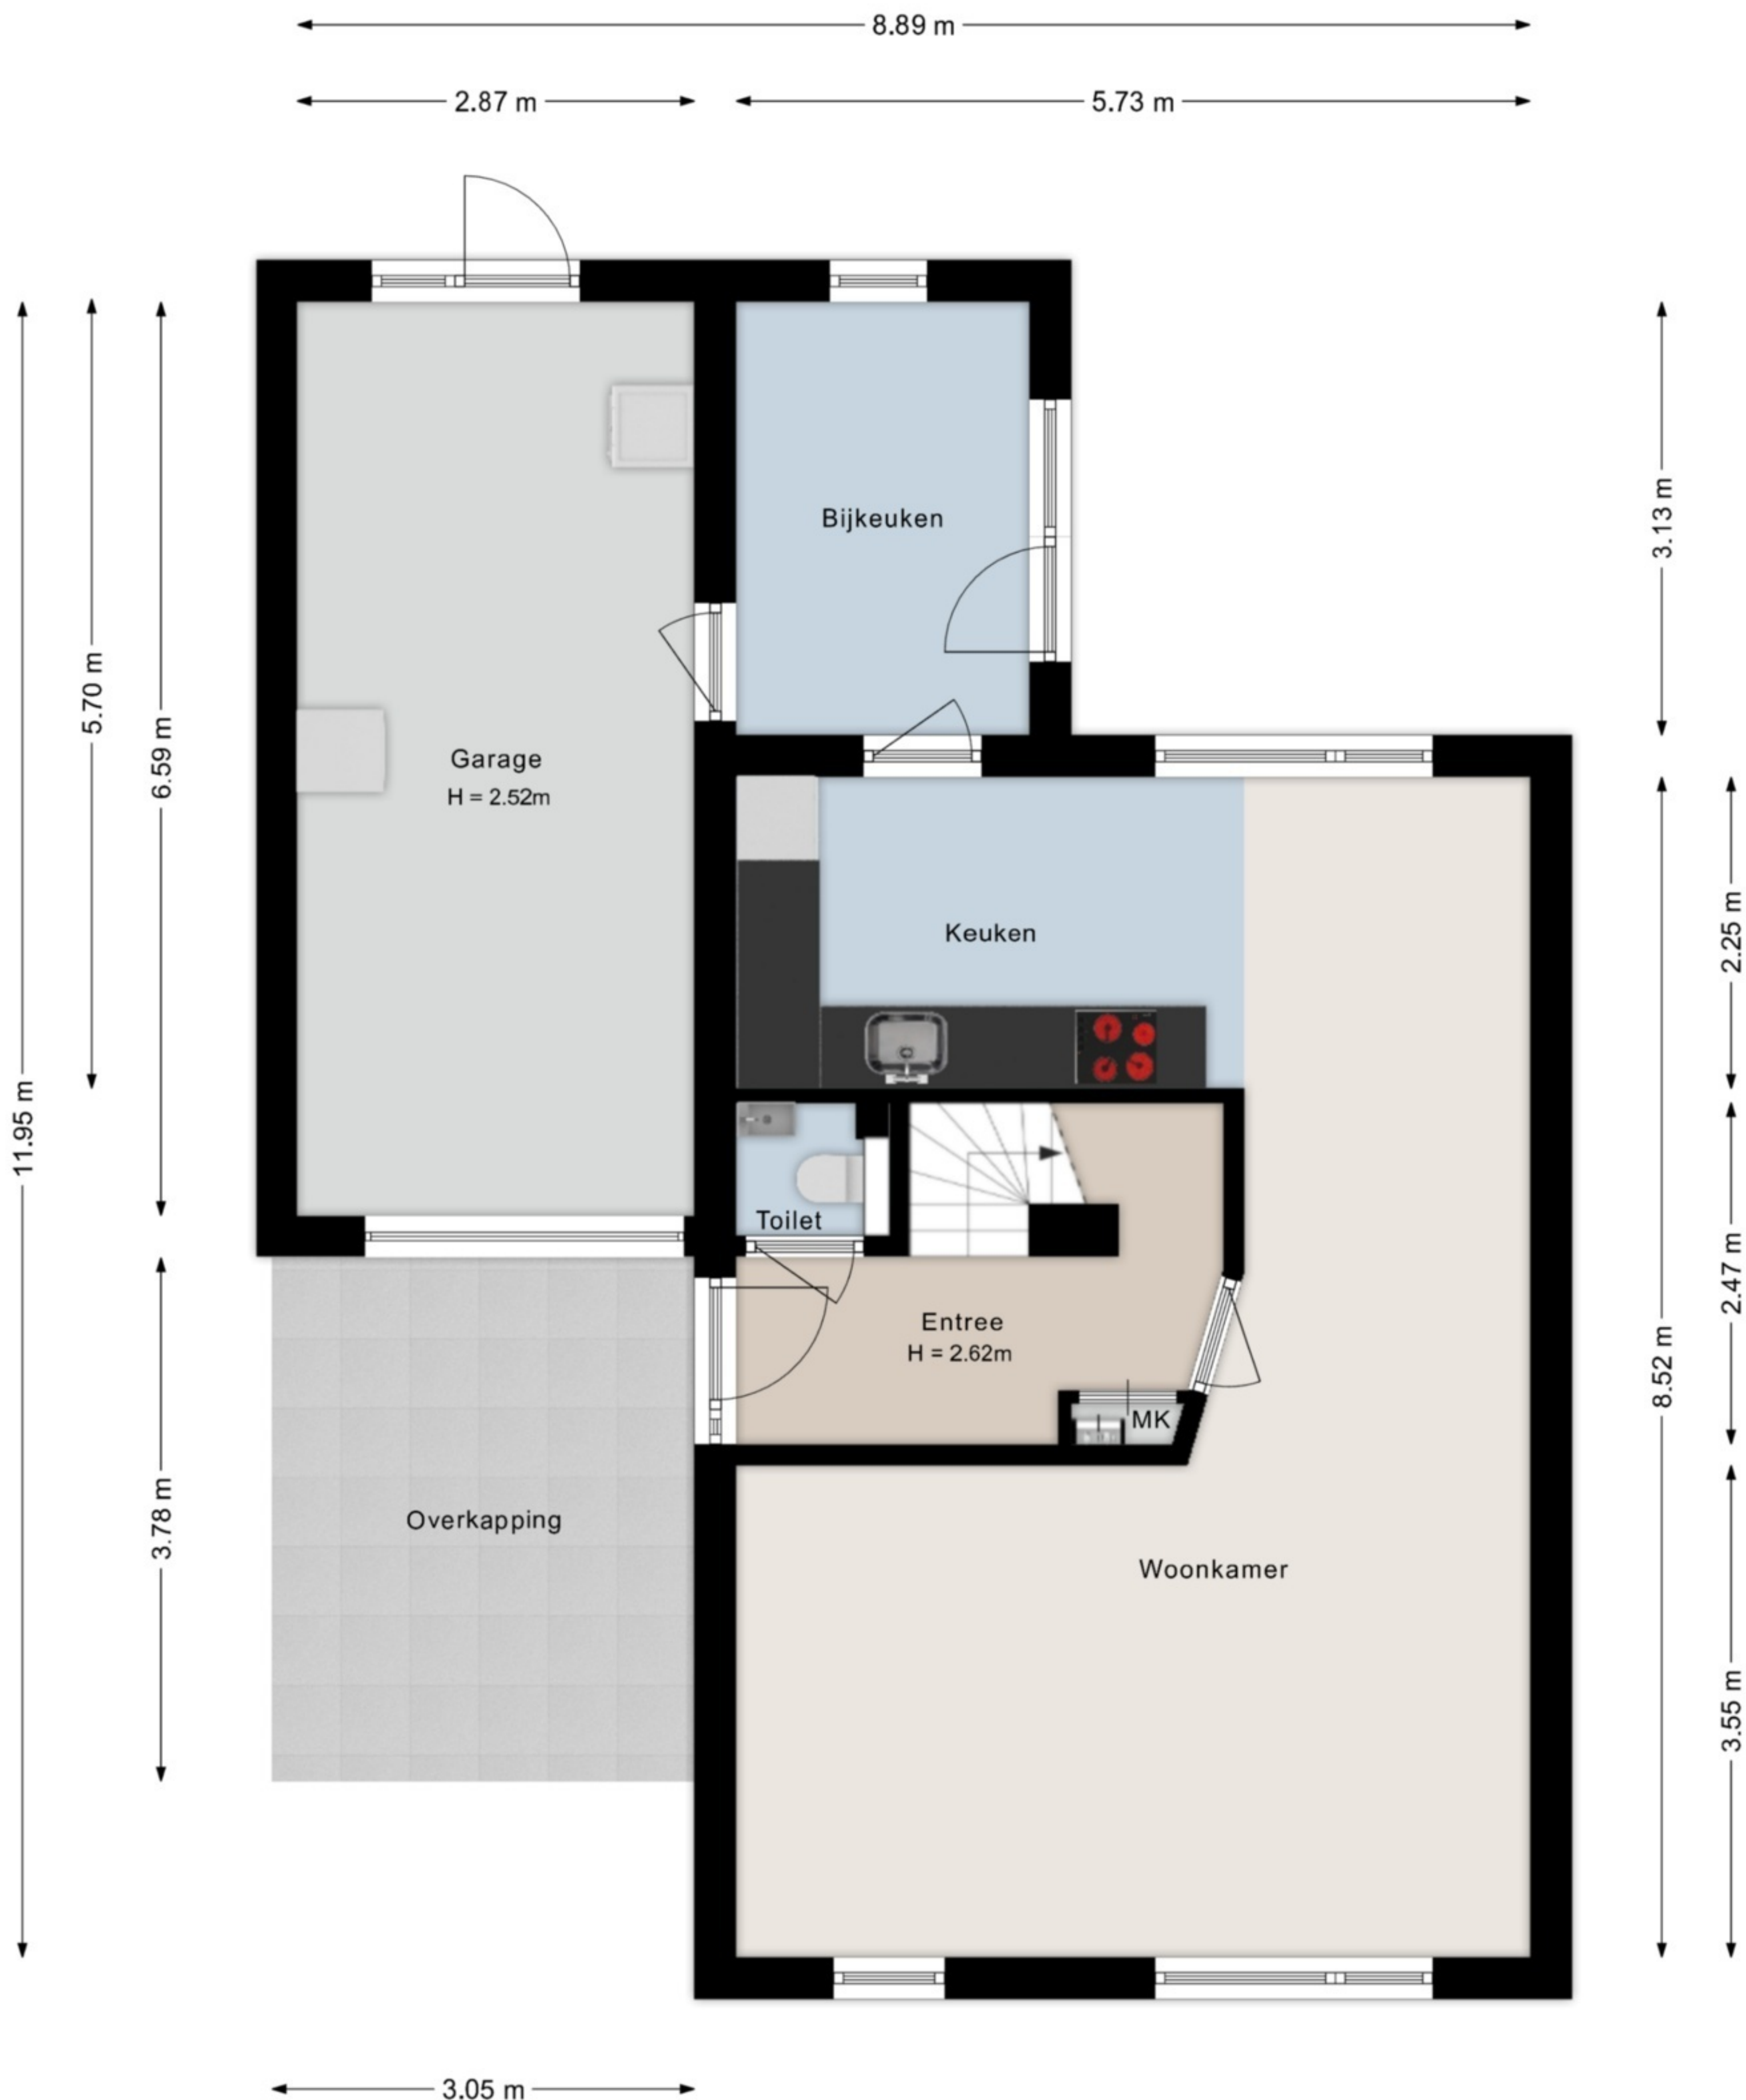 8.89 m
2.87 m
5.73 m
Bijkeuken
3.13 m
5.70 m
6.59 m
Garage
H = 2.52m
Keuken
2.25 m
11.95 m
Toilet
Entree
H = 2.62m
2.47 m
8.52 m
MK
3.78 m
Overkapping
Woonkamer
3.55 m
3.05 m